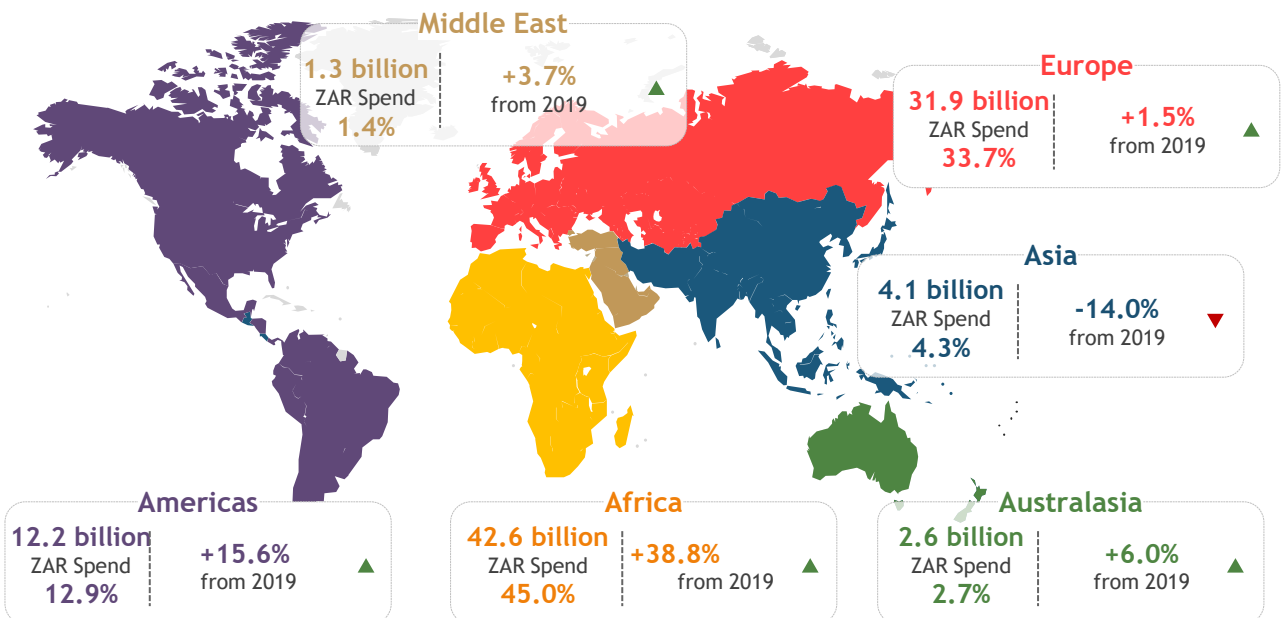 Middle East
1.3 billion
ZAR Spend
1.4%
+3.7%
from 2019
Europe
31.9 billion
ZAR Spend
33.7%
+1.5%
from 2019
Asia
4.1 billion
ZAR Spend
4.3%
-14.0%
from 2019
Americas
12.2 billion
ZAR Spend
12.9%
+15.6%
from 2019
Africa
42.6 billion
ZAR Spend
45.0%
+38.8%
from 2019
Australasia
2.6 billion
ZAR Spend
2.7%
+6.0%
from 2019